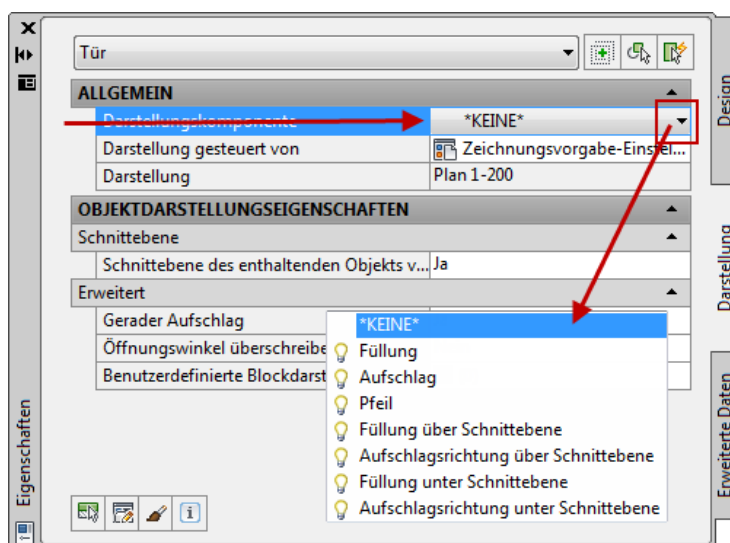 Tür
ALLGEMEIN
Darstellungskomponente *KEINE*
Darstellung gesteuert von Zeichnungsvorgabe-Einstel...
Darstellung Plan 1-200
OBJEKTDARSTELLUNGSEIGENSCHAFTEN
Schnittebene
Schnittebene des enthaltenden Objekts v... Ja
Erweitert
Gerader Aufschlag
Öffnungswinkel überschreibe
Benutzerdefinierte Blockdarst
*KEINE*
Füllung
Aufschlag
Pfeil
Füllung über Schnittebene
Aufschlagsrichtung über Schnittebene
Füllung unter Schnittebene
Aufschlagsrichtung unter Schnittebene
Eigenschaften
Design
Darstellung
Erweiterte Daten